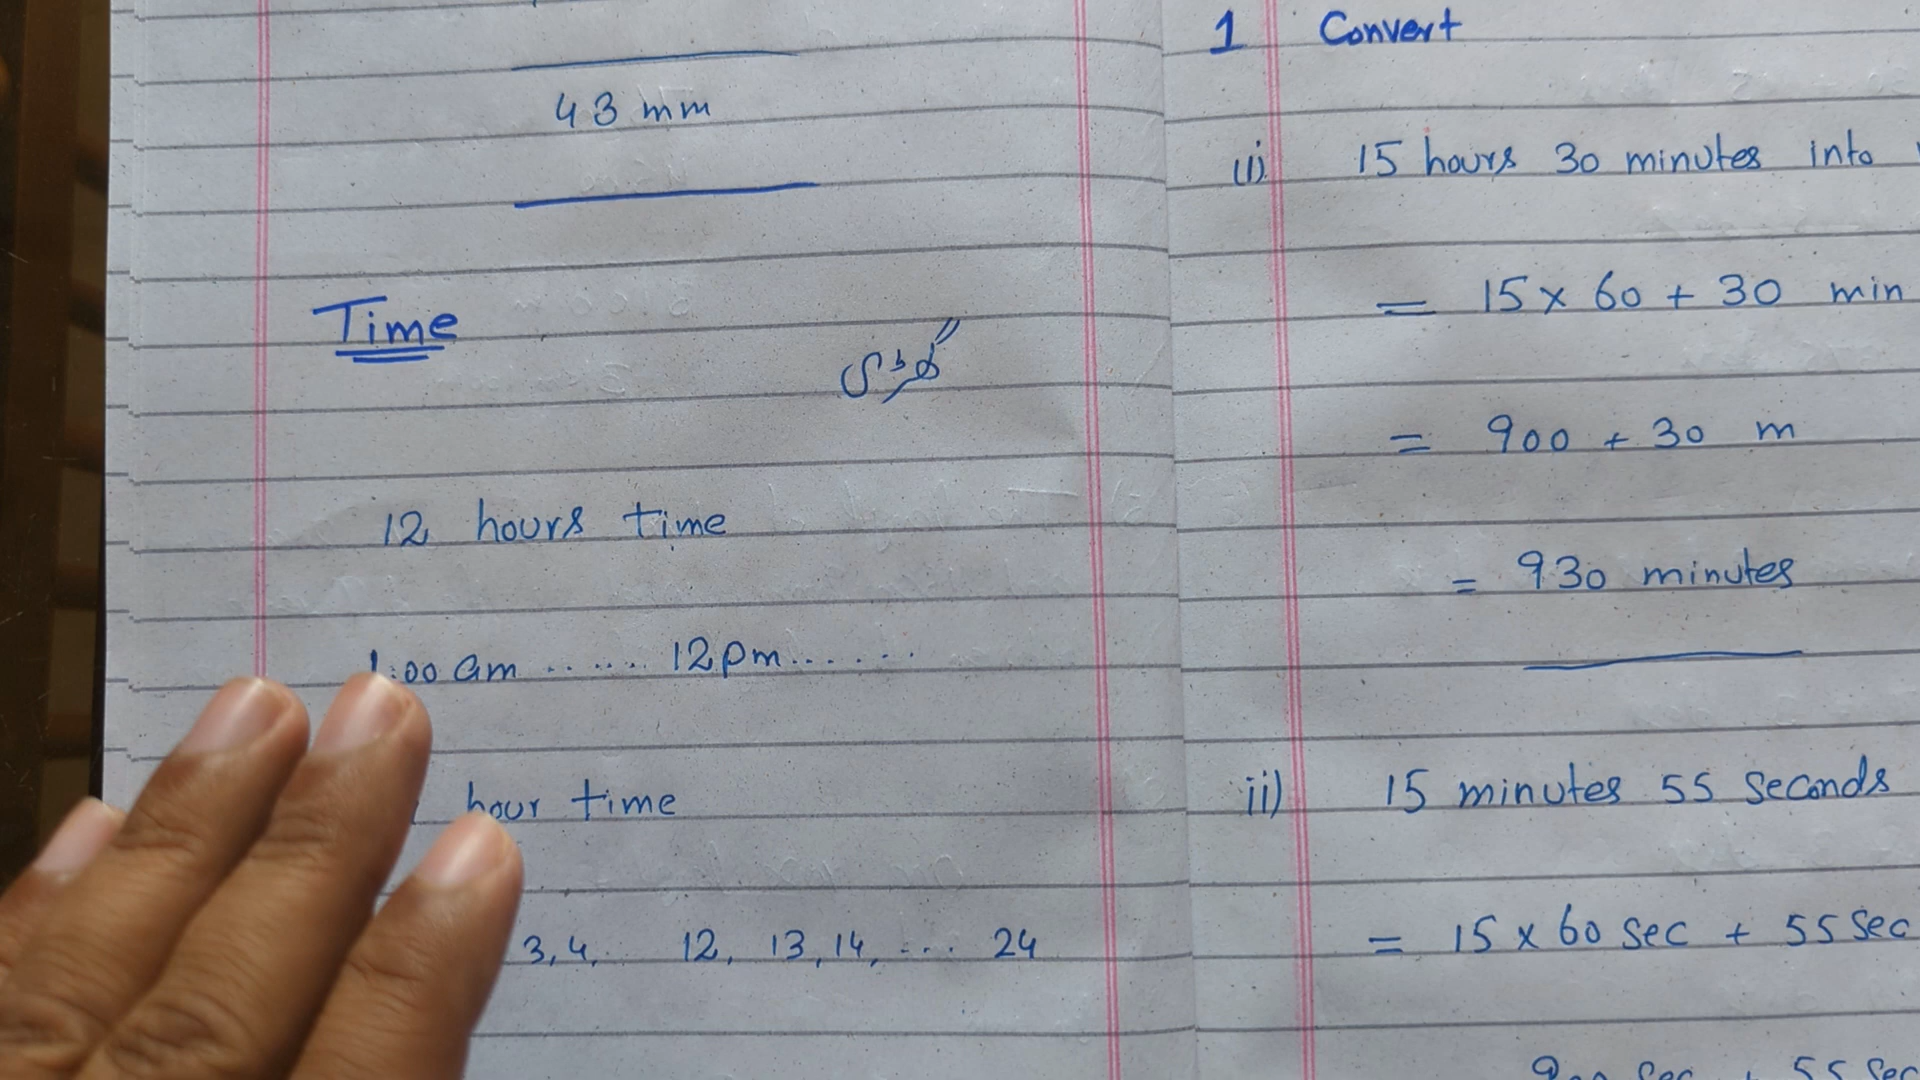 43 mm
Time
12 hours time
1:00 am ...... 12pm......
hour time
3,4,.. 12, 13,14, ... 24
1 Convert
(i) 15 hours 30 minutes into
= 15 x 60 + 30 min
= 900 + 30 m
= 930 minutes
ii) 15 minutes 55 seconds
= 15 x 60 sec + 55 sec